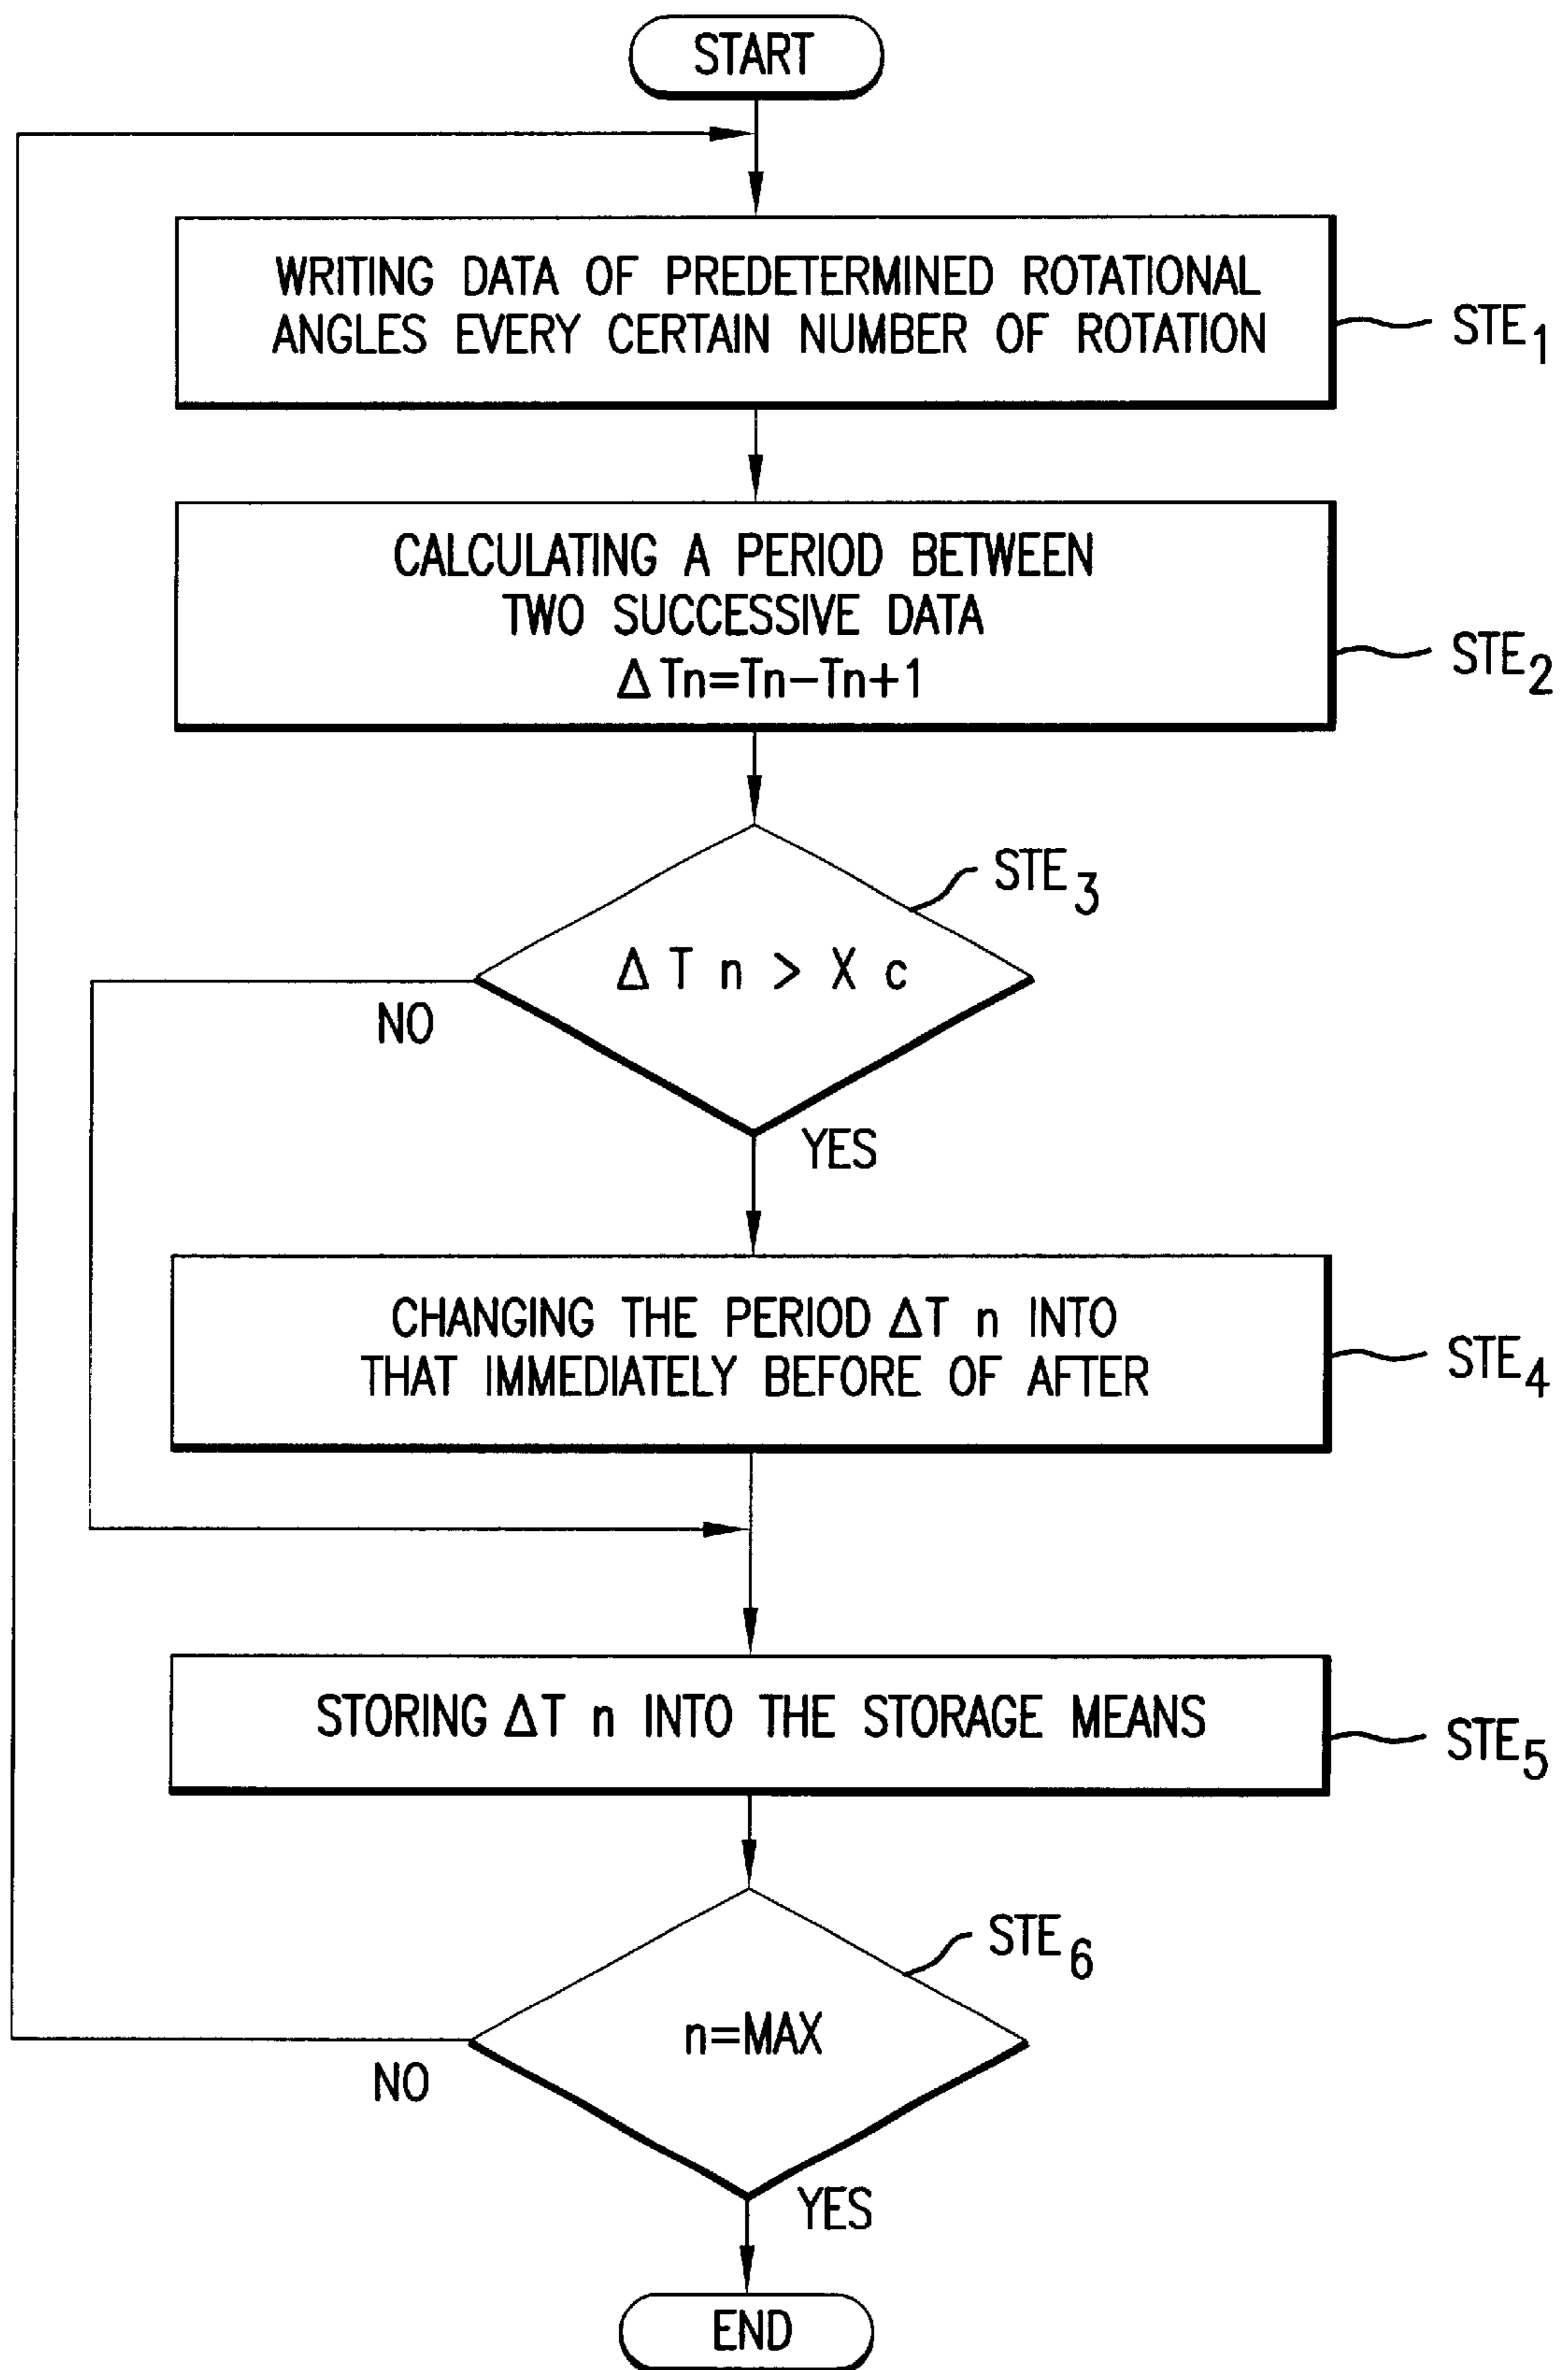 START
WRITING DATA OF PREDETERMINED ROTATIONAL
ANGLES EVERY CERTAIN NUMBER OF ROTATION
STE1
CALCULATING A PERIOD BETWEEN
TWO SUCCESSIVE DATA
ΔTn=Tn-Tn+1
STE2
STE3
ΔT n > X c
NO
YES
CHANGING THE PERIOD ΔT n INTO
THAT IMMEDIATELY BEFORE OF AFTER
STE4
STORING ΔT n INTO THE STORAGE MEANS
STE5
STE6
n=MAX
NO
YES
END